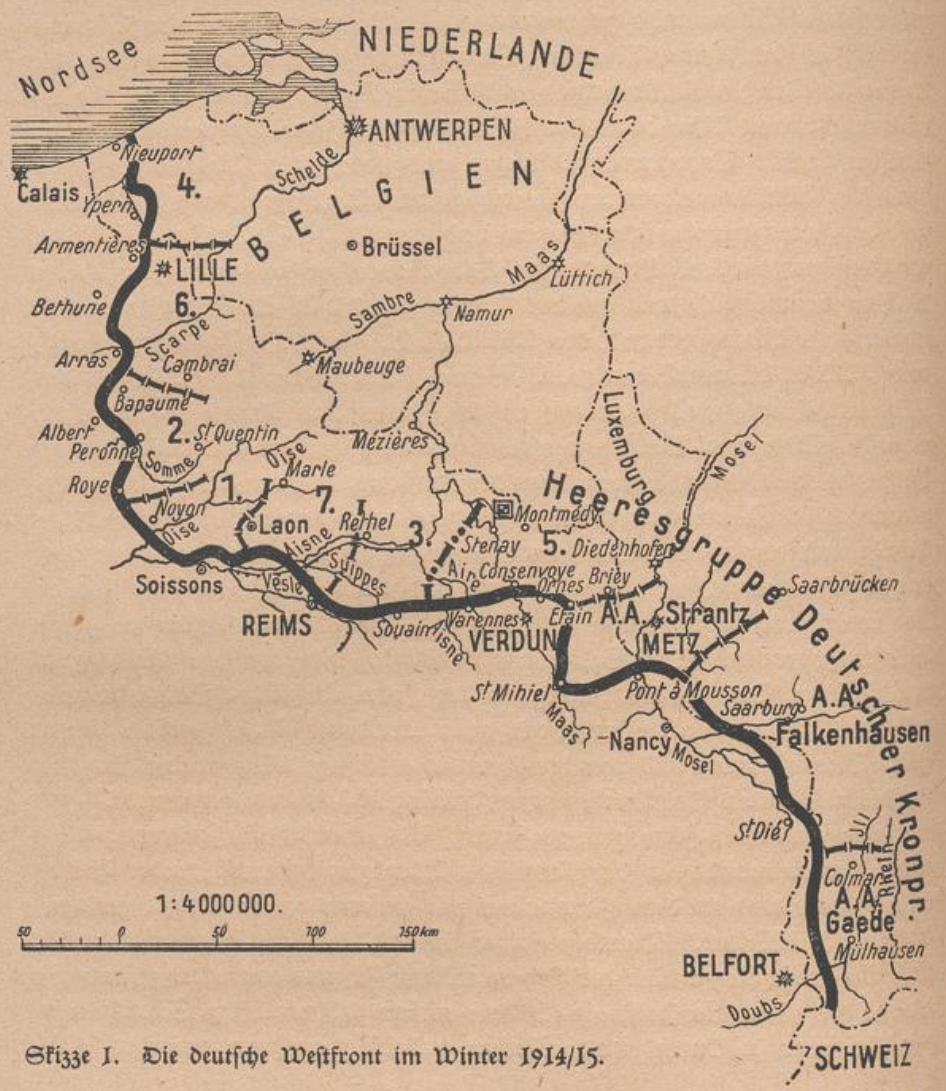 Nordsee
NIEDERLANDE
ANTWERPEN
Nieuport
Calais
4.
Schelde
BELGIEN
Ypern
Armentières
Brüssel
LILLE
Maas
Lüttich
6.
Bethune
Sambre
Namur
Scarpe
Arras
Cambrai
Maubeuge
Bapaume
Albert
2.
St Quentin
Peronne
Somme
Oise
Mézières
Luxemburg
Mosel
Roye
1.
Marle
7.
Heeresgruppe Deutscher Kronpr.
Noyon
Oise
Laon
Rethel
3.
Montmedy
Aisne
Stenay
5.
Diedenhofen
Soissons
Vesle
Suippes
Air
Consenvoye
Ornes
Briey
Saarbrücken
REIMS
Souain
Aisne
Varennes
VERDUN
Etain
A.A. Strantz
METZ
St Mihiel
Pont à Mousson
Saarburg
A.A.
Falkenhausen
Maas
Nancy
Mosel
St Dié
Jll
Rhein
Colmar
A.A.
Gaede
Mülhausen
BELFORT
Doubs
SCHWEIZ
1:4000000.
50 0 50 100 150 km
Skizze 1. Die deutsche Westfront im Winter 1914/15.